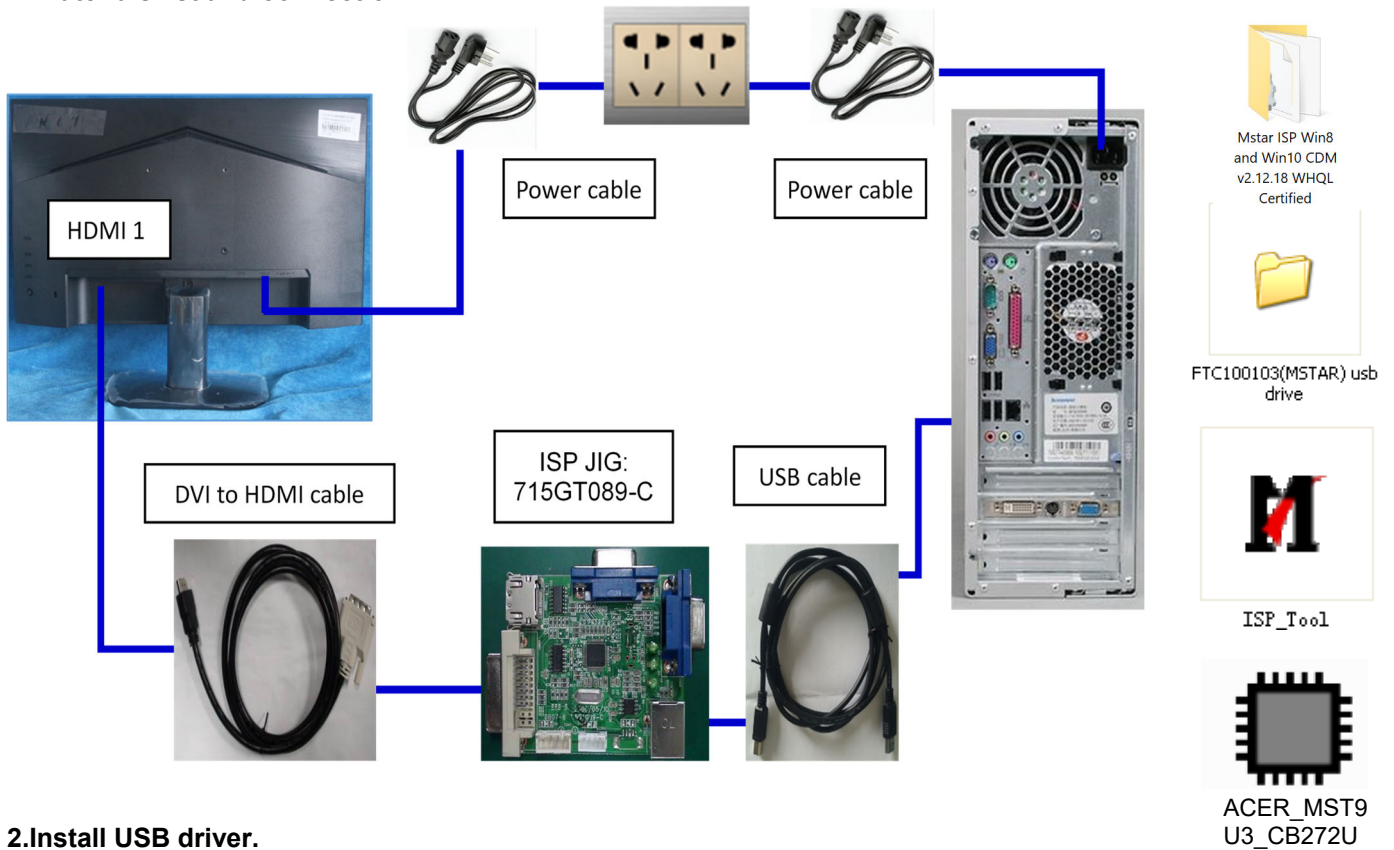 Power cable
Power cable
HDMI 1
Mstar ISP Win8
and Win10 CDM
v2.12.18 WHQL
Certified
FTC100103(MSTAR) usb
drive
DVI to HDMI cable
ISP JIG:
715GT089-C
USB cable
ISP_Tool
ACER_MST9
U3_CB272U
2.Install USB driver.